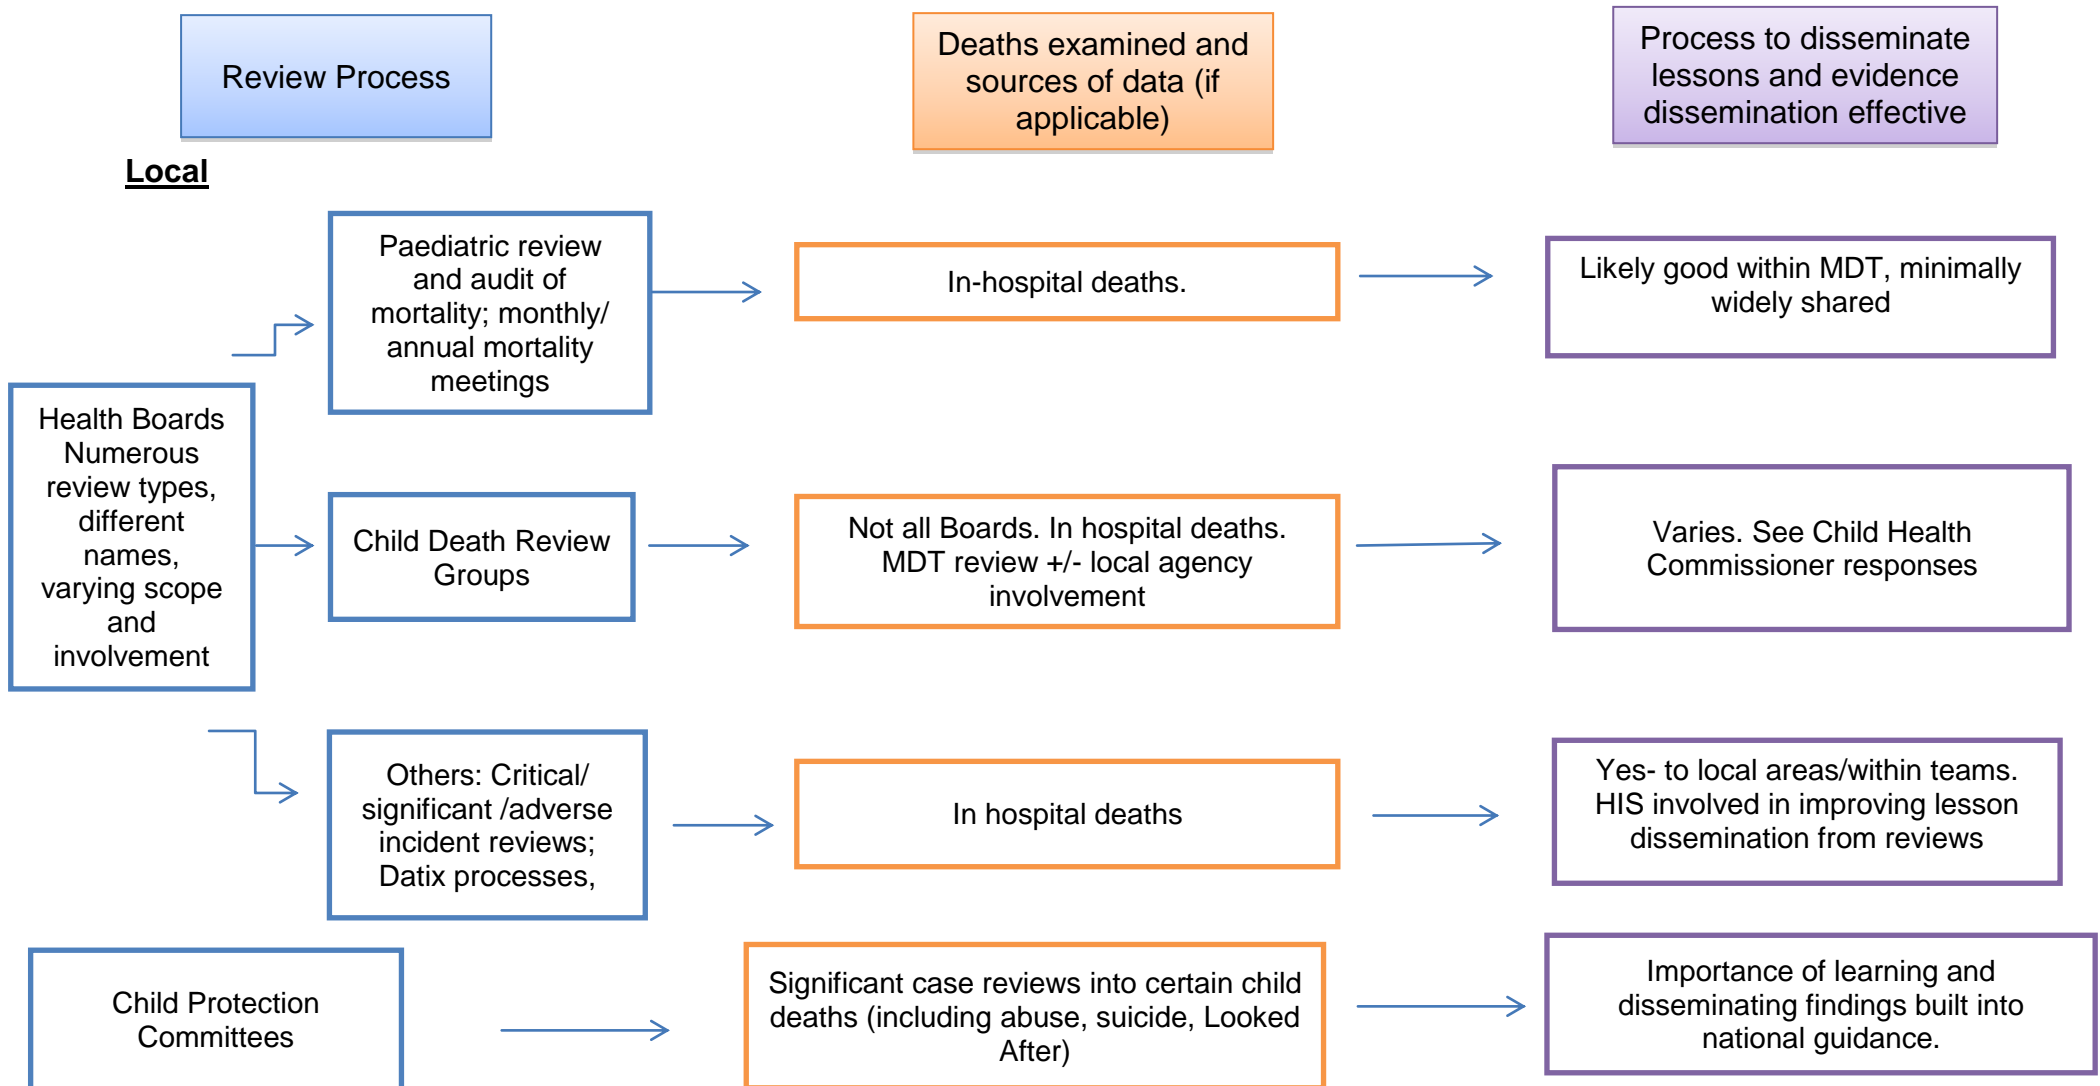 Review Process
Deaths examined and
sources of data (if
applicable)
Process to disseminate
lessons and evidence
dissemination effective
Local
Health Boards
Numerous
review types,
different
names,
varying scope
and
involvement
Paediatric review
and audit of
mortality; monthly/
annual mortality
meetings
In-hospital deaths.
Likely good within MDT, minimally
widely shared
Child Death Review
Groups
Not all Boards. In hospital deaths.
MDT review +/- local agency
involvement
Varies. See Child Health
Commissioner responses
Others: Critical/
significant /adverse
incident reviews;
Datix processes,
In hospital deaths
Yes- to local areas/within teams.
HIS involved in improving lesson
dissemination from reviews
Child Protection
Committees
Significant case reviews into certain child
deaths (including abuse, suicide, Looked
After)
Importance of learning and
disseminating findings built into
national guidance.